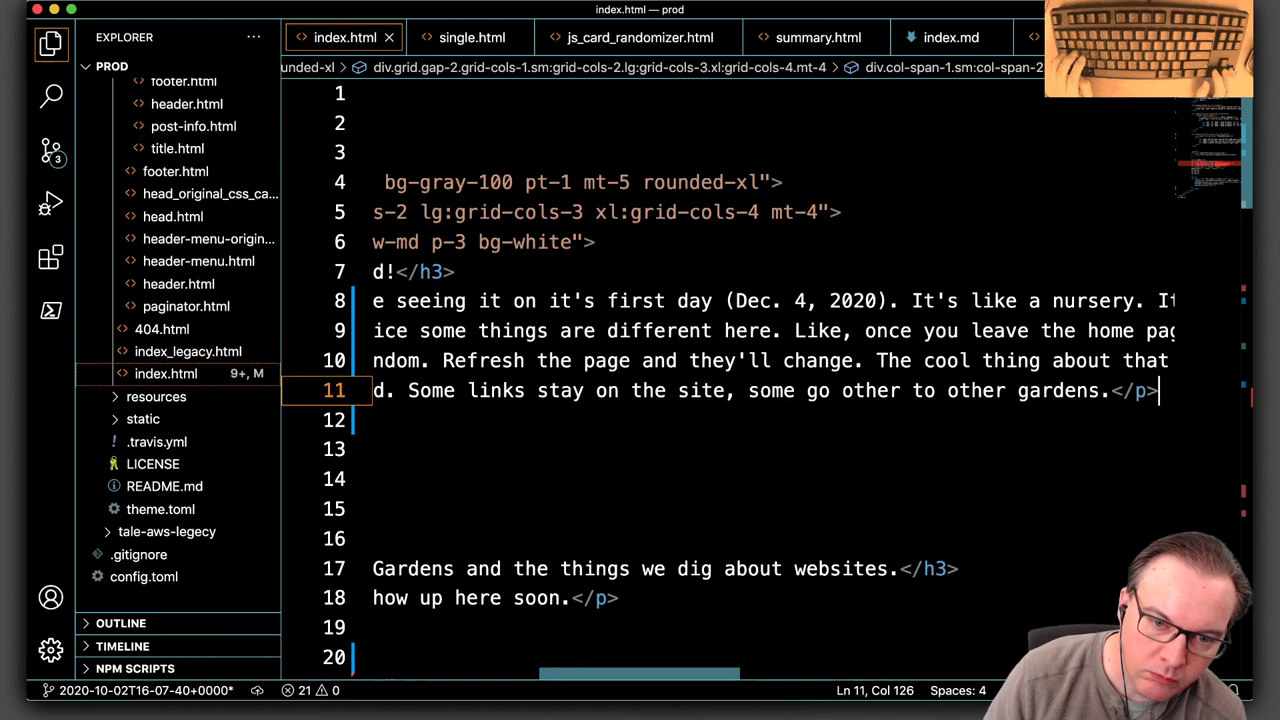 index.html — prod
EXPLORER
index.html
single.html
js_card_randomizer.html
summary.html
index.md
PROD
unded-xl > div.grid.gap-2.grid-cols-1.sm:grid-cols-2.lg:grid-cols-3.xl:grid-cols-4.mt-4 > div.col-span-1.sm:col-span-2.
footer.html
header.html
post-info.html
title.html
footer.html
head_original_css_ca...
head.html
header-menu-origin...
header-menu.html
header.html
paginator.html
404.html
index_legacy.html
index.html 9+, M
resources
static
.travis.yml
LICENSE
README.md
theme.toml
tale-aws-legacy
.gitignore
config.toml
OUTLINE
TIMELINE
NPM SCRIPTS
3
1
2
3
4 bg-gray-100 pt-1 mt-5 rounded-xl">
5 s-2 lg:grid-cols-3 xl:grid-cols-4 mt-4">
6 w-md p-3 bg-white">
7 d!</h3>
8 e seeing it on it's first day (Dec. 4, 2020). It's like a nursery. It
9 ice some things are different here. Like, once you leave the home pag
10 ndom. Refresh the page and they'll change. The cool thing about that
11 d. Some links stay on the site, some go other to other gardens.</p>
12
13
14
15
16
17 Gardens and the things we dig about websites.</h3>
18 how up here soon.</p>
19
20
2020-10-02T16-07-40+0000*
21
0
Ln 11, Col 126
Spaces: 4